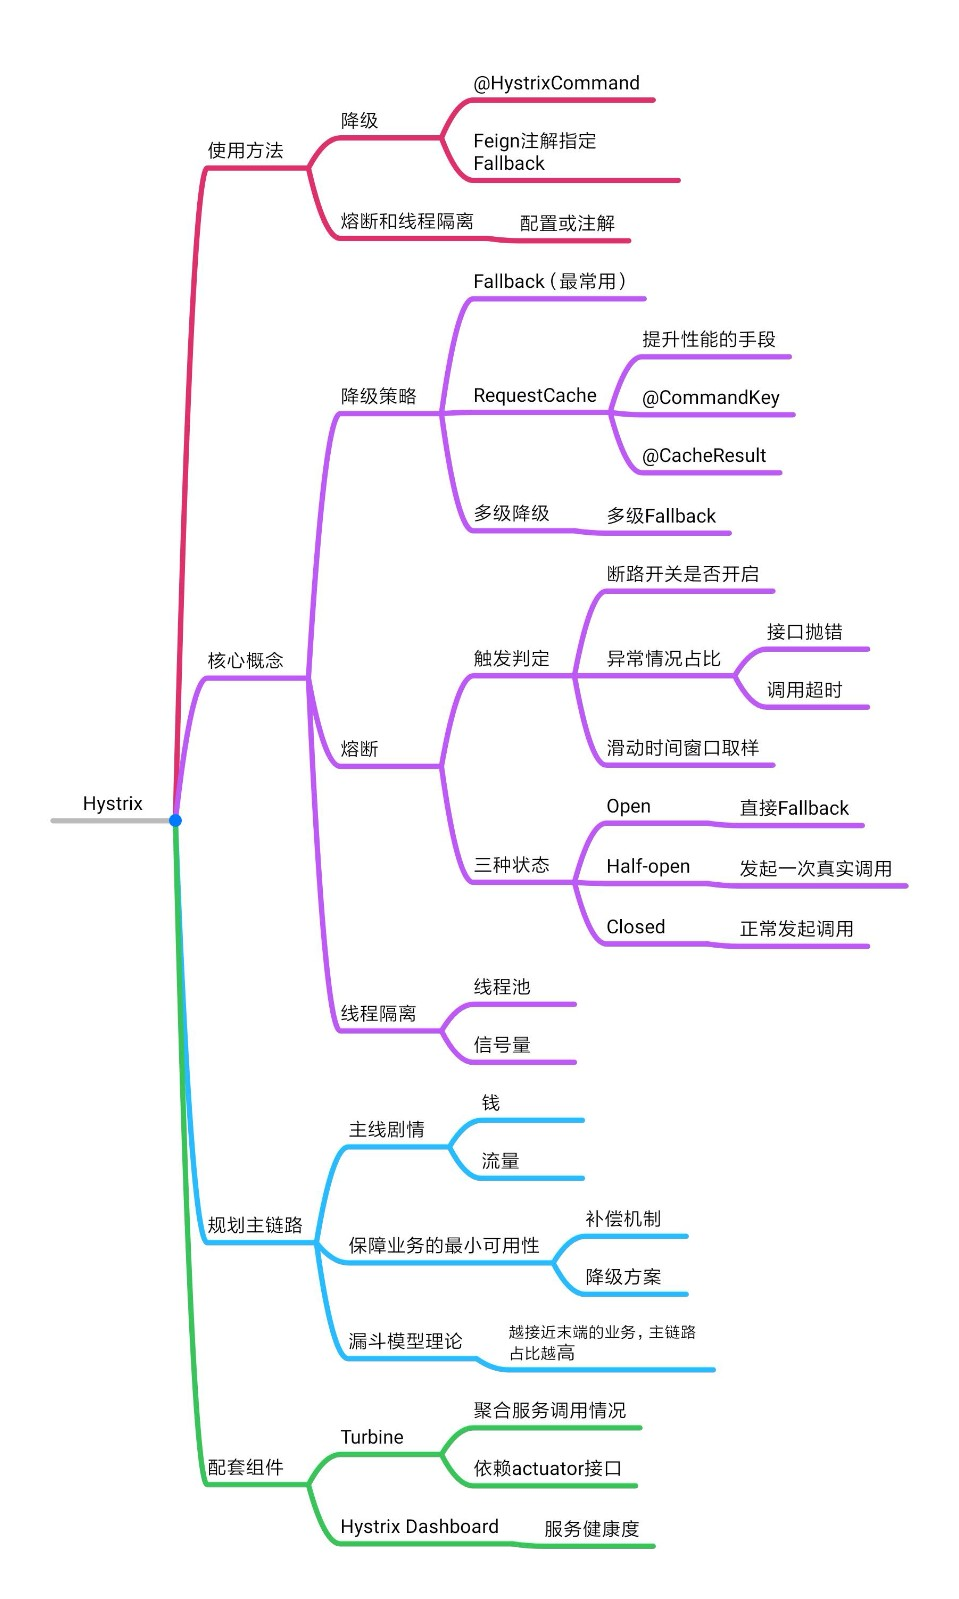 @HystrixCommand
降级
Feign注解指定
Fallback
使用方法
熔断和线程隔离
配置或注解
Fallback（最常用）
提升性能的手段
降级策略
RequestCache
@CommandKey
@CacheResult
多级降级
多级Fallback
断路开关是否开启
接口抛错
核心概念
触发判定
异常情况占比
调用超时
熔断
滑动时间窗口取样
Hystrix
Open
直接Fallback
三种状态
Half-open
发起一次真实调用
Closed
正常发起调用
线程池
线程隔离
信号量
钱
主线剧情
流量
规划主链路
补偿机制
保障业务的最小可用性
降级方案
漏斗模型理论
越接近末端的业务，主链路
占比越高
聚合服务调用情况
Turbine
配套组件
依赖actuator接口
Hystrix Dashboard
服务健康度